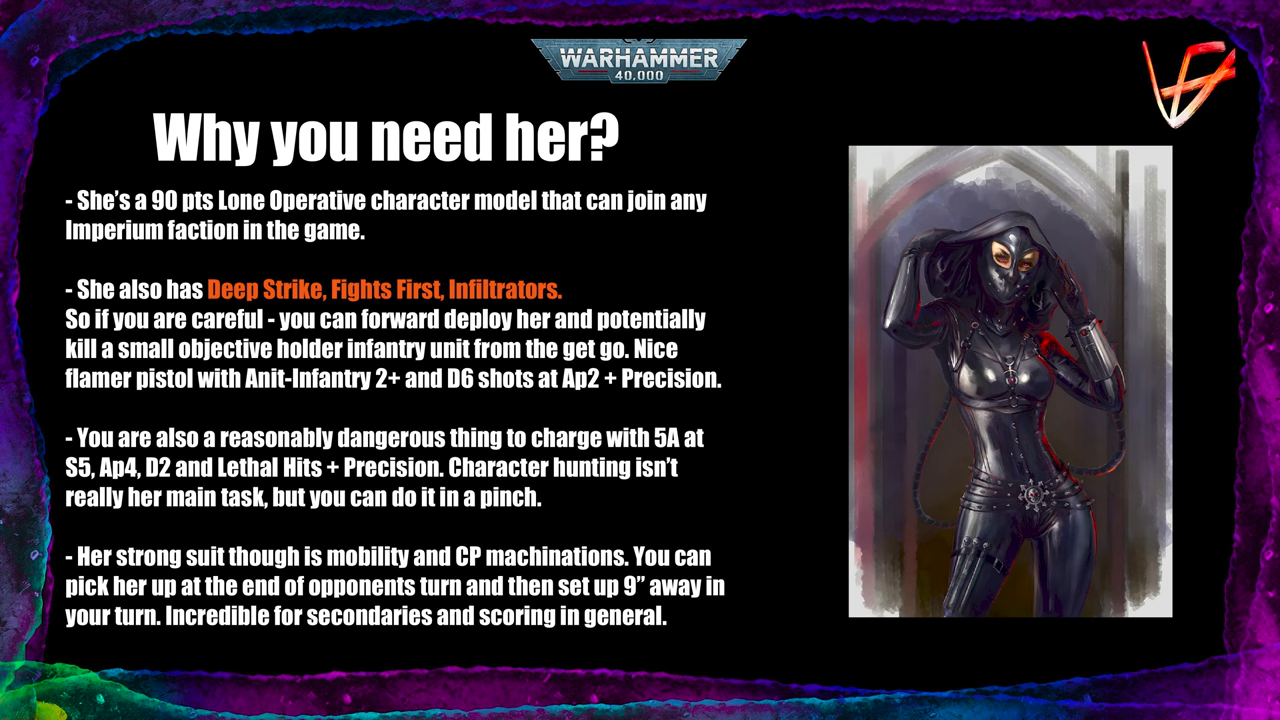 WARHAMMER
40,000
Why you need her?
- She's a 90 pts Lone Operative character model that can join any
Imperium faction in the game.
- She also has Deep Strike, Fights First, Infiltrators.
So if you are careful - you can forward deploy her and potentially
kill a small objective holder infantry unit from the get go. Nice
flamer pistol with Anit-Infantry 2+ and D6 shots at Ap2 + Precision.
- You are also a reasonably dangerous thing to charge with 5A at
S5, Ap4, D2 and Lethal Hits + Precision. Character hunting isn't
really her main task, but you can do it in a pinch.
- Her strong suit though is mobility and CP machinations. You can
pick her up at the end of opponents turn and then set up 9” away in
your turn. Incredible for secondaries and scoring in general.